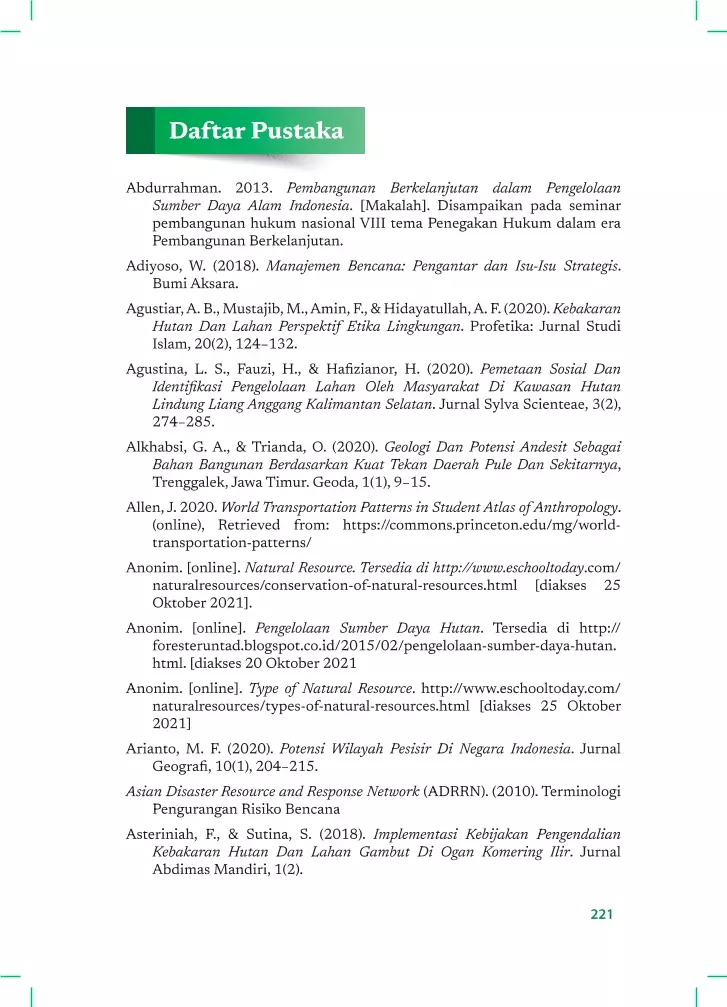 Daftar Pustaka
Abdurrahman. 2013. Pembangunan Berkelanjutan dalam Pengelolaan
Sumber Daya Alam Indonesia. [Makalah]. Disampaikan pada seminar
pembangunan hukum nasional VIII tema Penegakan Hukum dalam era
Pembangunan Berkelanjutan.
Adiyoso, W. (2018). Manajemen Bencana: Pengantar dan Isu-Isu Strategis.
Bumi Aksara.
Agustiar, A. B., Mustajib, M., Amin, F., & Hidayatullah, A. F. (2020). Kebakaran
Hutan Dan Lahan Perspektif Etika Lingkungan. Profetika: Jurnal Studi
Islam, 20(2), 124–132.
Agustina, L. S., Fauzi, H., & Hafizianor, H. (2020). Pemetaan Sosial Dan
Identifikasi Pengelolaan Lahan Oleh Masyarakat Di Kawasan Hutan
Lindung Liang Anggang Kalimantan Selatan. Jurnal Sylva Scienteae, 3(2),
274–285.
Alkhabsi, G. A., & Trianda, O. (2020). Geologi Dan Potensi Andesit Sebagai
Bahan Bangunan Berdasarkan Kuat Tekan Daerah Pule Dan Sekitarnya,
Trenggalek, Jawa Timur. Geoda, 1(1), 9–15.
Allen, J. 2020. World Transportation Patterns in Student Atlas of Anthropology.
(online), Retrieved from: https://commons.princeton.edu/mg/world-
transportation-patterns/
Anonim. [online]. Natural Resource. Tersedia di http://www.eschooltoday.com/
naturalresources/conservation-of-natural-resources.html [diakses 25
Oktober 2021].
Anonim. [online]. Pengelolaan Sumber Daya Hutan. Tersedia di http://
foresteruntad.blogspot.co.id/2015/02/pengelolaan-sumber-daya-hutan.
html. [diakses 20 Oktober 2021
Anonim. [online]. Type of Natural Resource. http://www.eschooltoday.com/
naturalresources/types-of-natural-resources.html [diakses 25 Oktober
2021]
Arianto, M. F. (2020). Potensi Wilayah Pesisir Di Negara Indonesia. Jurnal
Geografi, 10(1), 204–215.
Asian Disaster Resource and Response Network (ADRRN). (2010). Terminologi
Pengurangan Risiko Bencana
Asteriniah, F., & Sutina, S. (2018). Implementasi Kebijakan Pengendalian
Kebakaran Hutan Dan Lahan Gambut Di Ogan Komering Ilir. Jurnal
Abdimas Mandiri, 1(2).
221